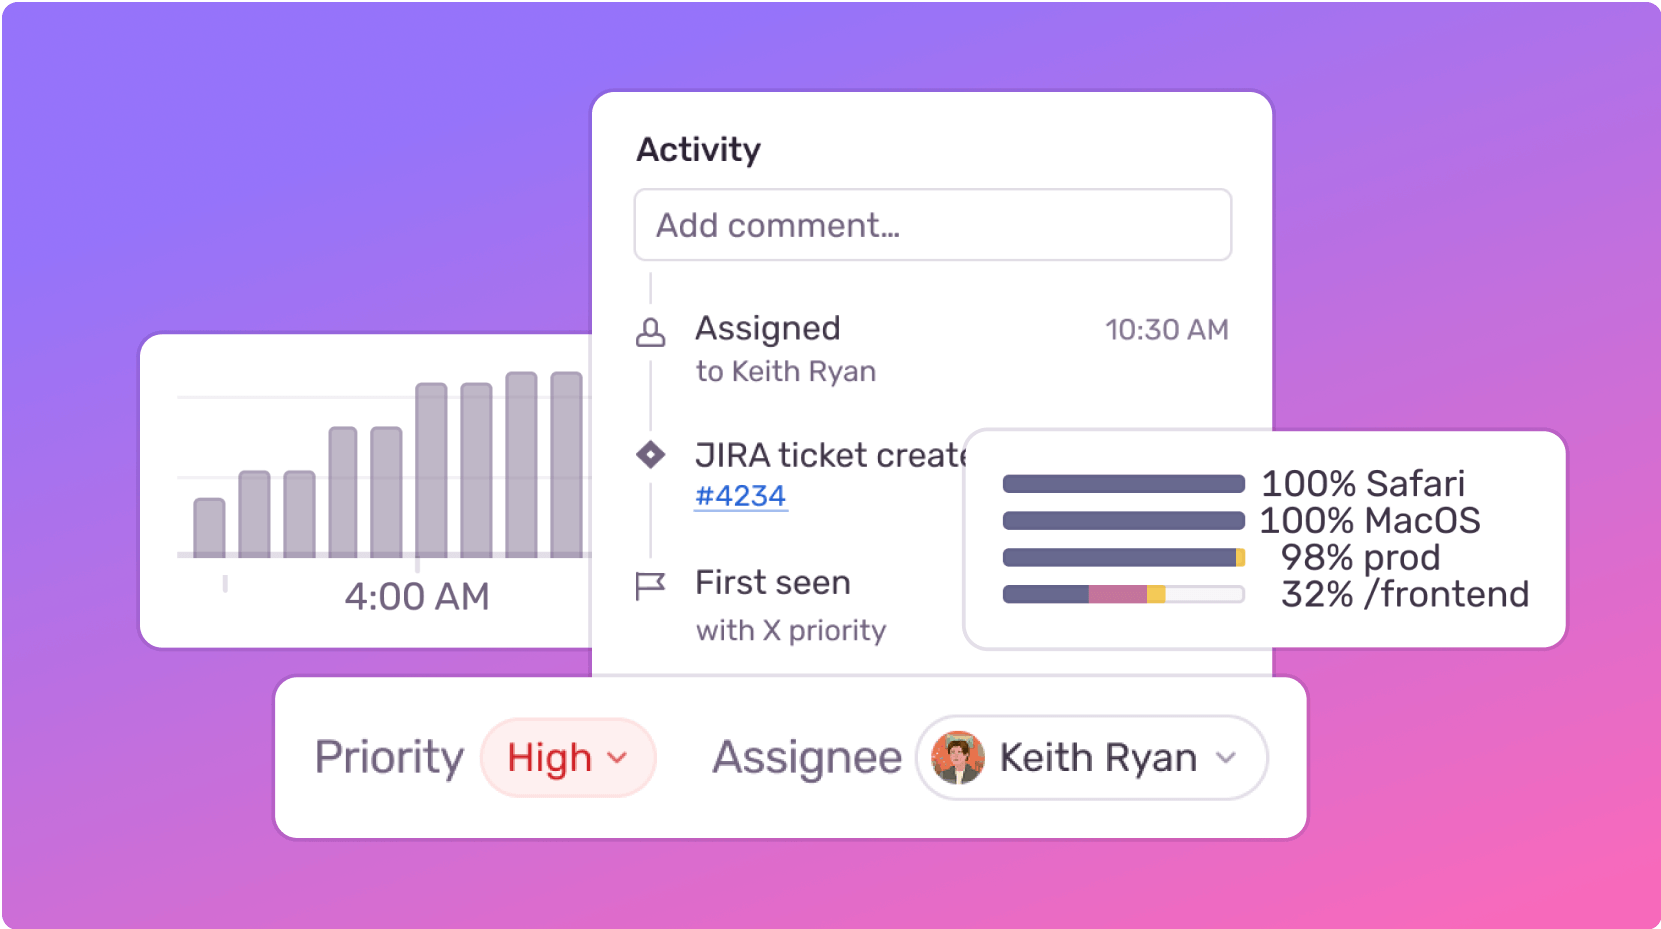 Activity
Add comment...
Assigned
10:30 AM
to Keith Ryan
JIRA ticket create
#4234
First seen
with X priority
4:00 AM
100% Safari
100% MacOS
98% prod
32% /frontend
Priority
High
Assignee
Keith Ryan